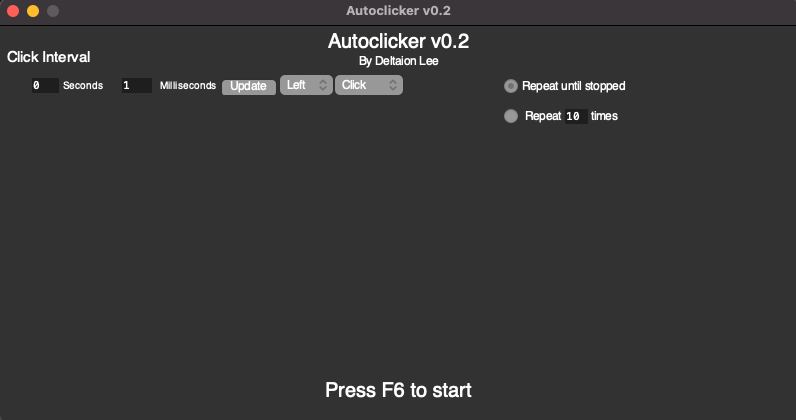 Autoclicker v0.2
Autoclicker v0.2
Click Interval
By Deltaion Lee
0 Seconds 1 Milliseconds Update Left Click Repeat until stopped
Repeat 10 times
Press F6 to start